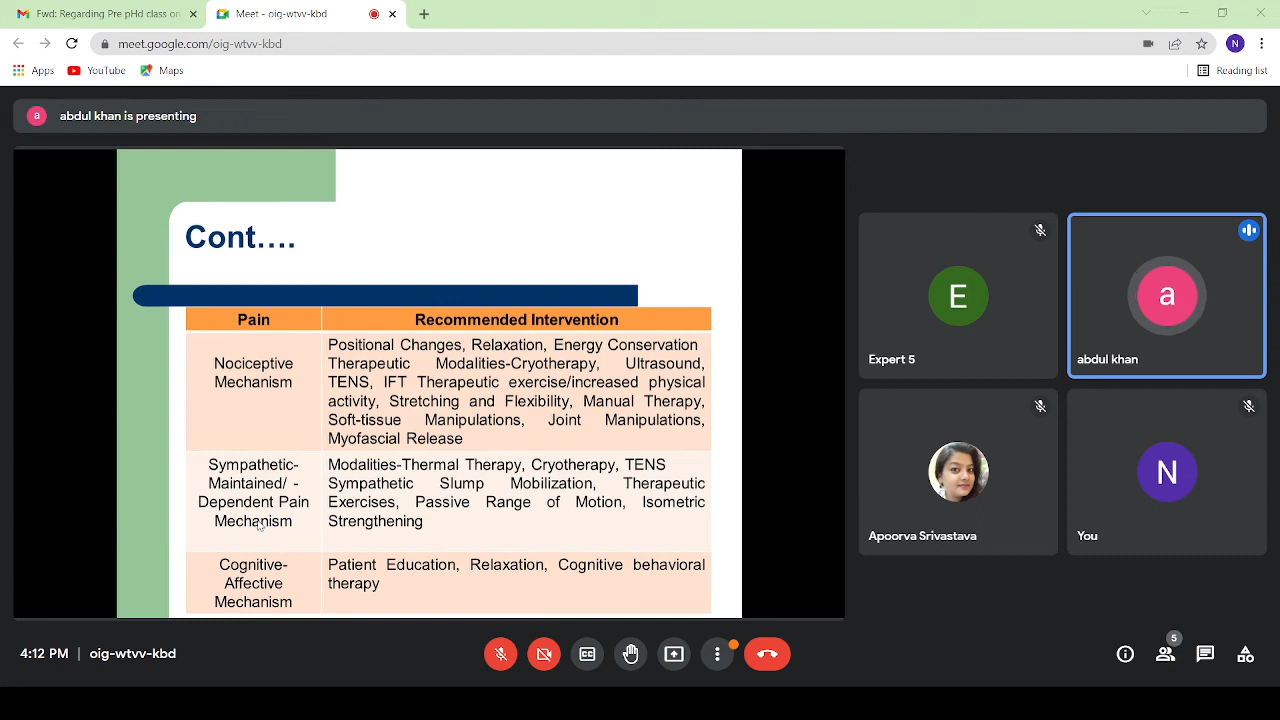 Fwd: Regarding Pre pHd class on
Meet - oig-wtvv-kbd
meet.google.com/oig-wtvv-kbd
N
Apps
YouTube
Maps
Reading list
a
abdul khan is presenting
Cont....
Pain
Recommended Intervention
Nociceptive
Mechanism
Positional Changes, Relaxation, Energy Conservation
Therapeutic Modalities-Cryotherapy, Ultrasound,
TENS, IFT Therapeutic exercise/increased physical
activity, Stretching and Flexibility, Manual Therapy,
Soft-tissue Manipulations, Joint Manipulations,
Myofascial Release
Sympathetic-
Maintained/ -
Dependent Pain
Mechanism
Modalities-Thermal Therapy, Cryotherapy, TENS
Sympathetic Slump Mobilization, Therapeutic
Exercises, Passive Range of Motion, Isometric
Strengthening
Cognitive-
Affective
Mechanism
Patient Education, Relaxation, Cognitive behavioral
therapy
E
Expert 5
a
abdul khan
Apoorva Srivastava
N
You
4:12 PM | oig-wtvv-kbd
5